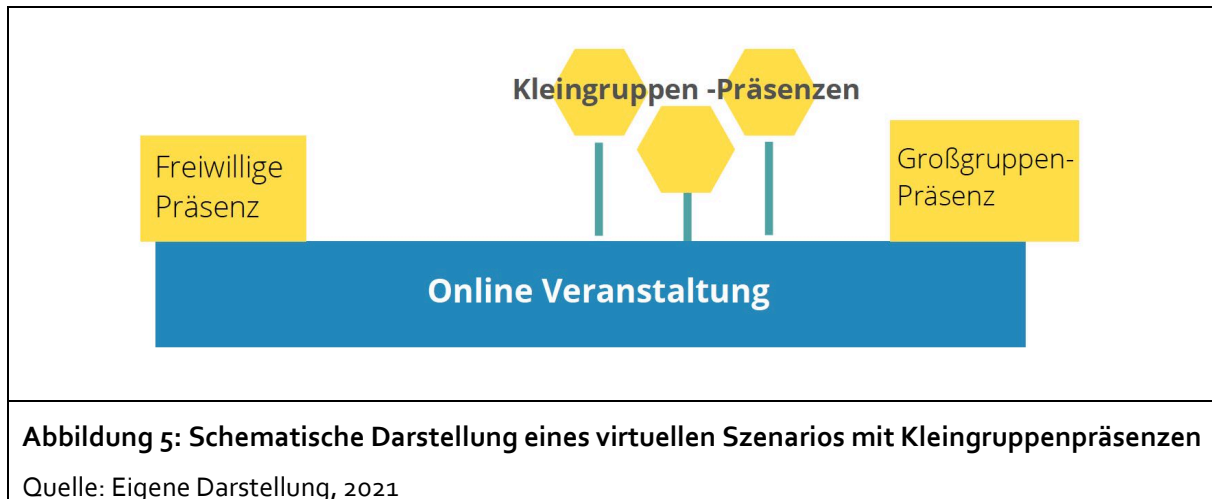 Kleingruppen -Präsenzen
Freiwillige
Präsenz
Großgruppen-
Präsenz
Online Veranstaltung
Abbildung 5: Schematische Darstellung eines virtuellen Szenarios mit Kleingruppenpräsenzen
Quelle: Eigene Darstellung, 2021